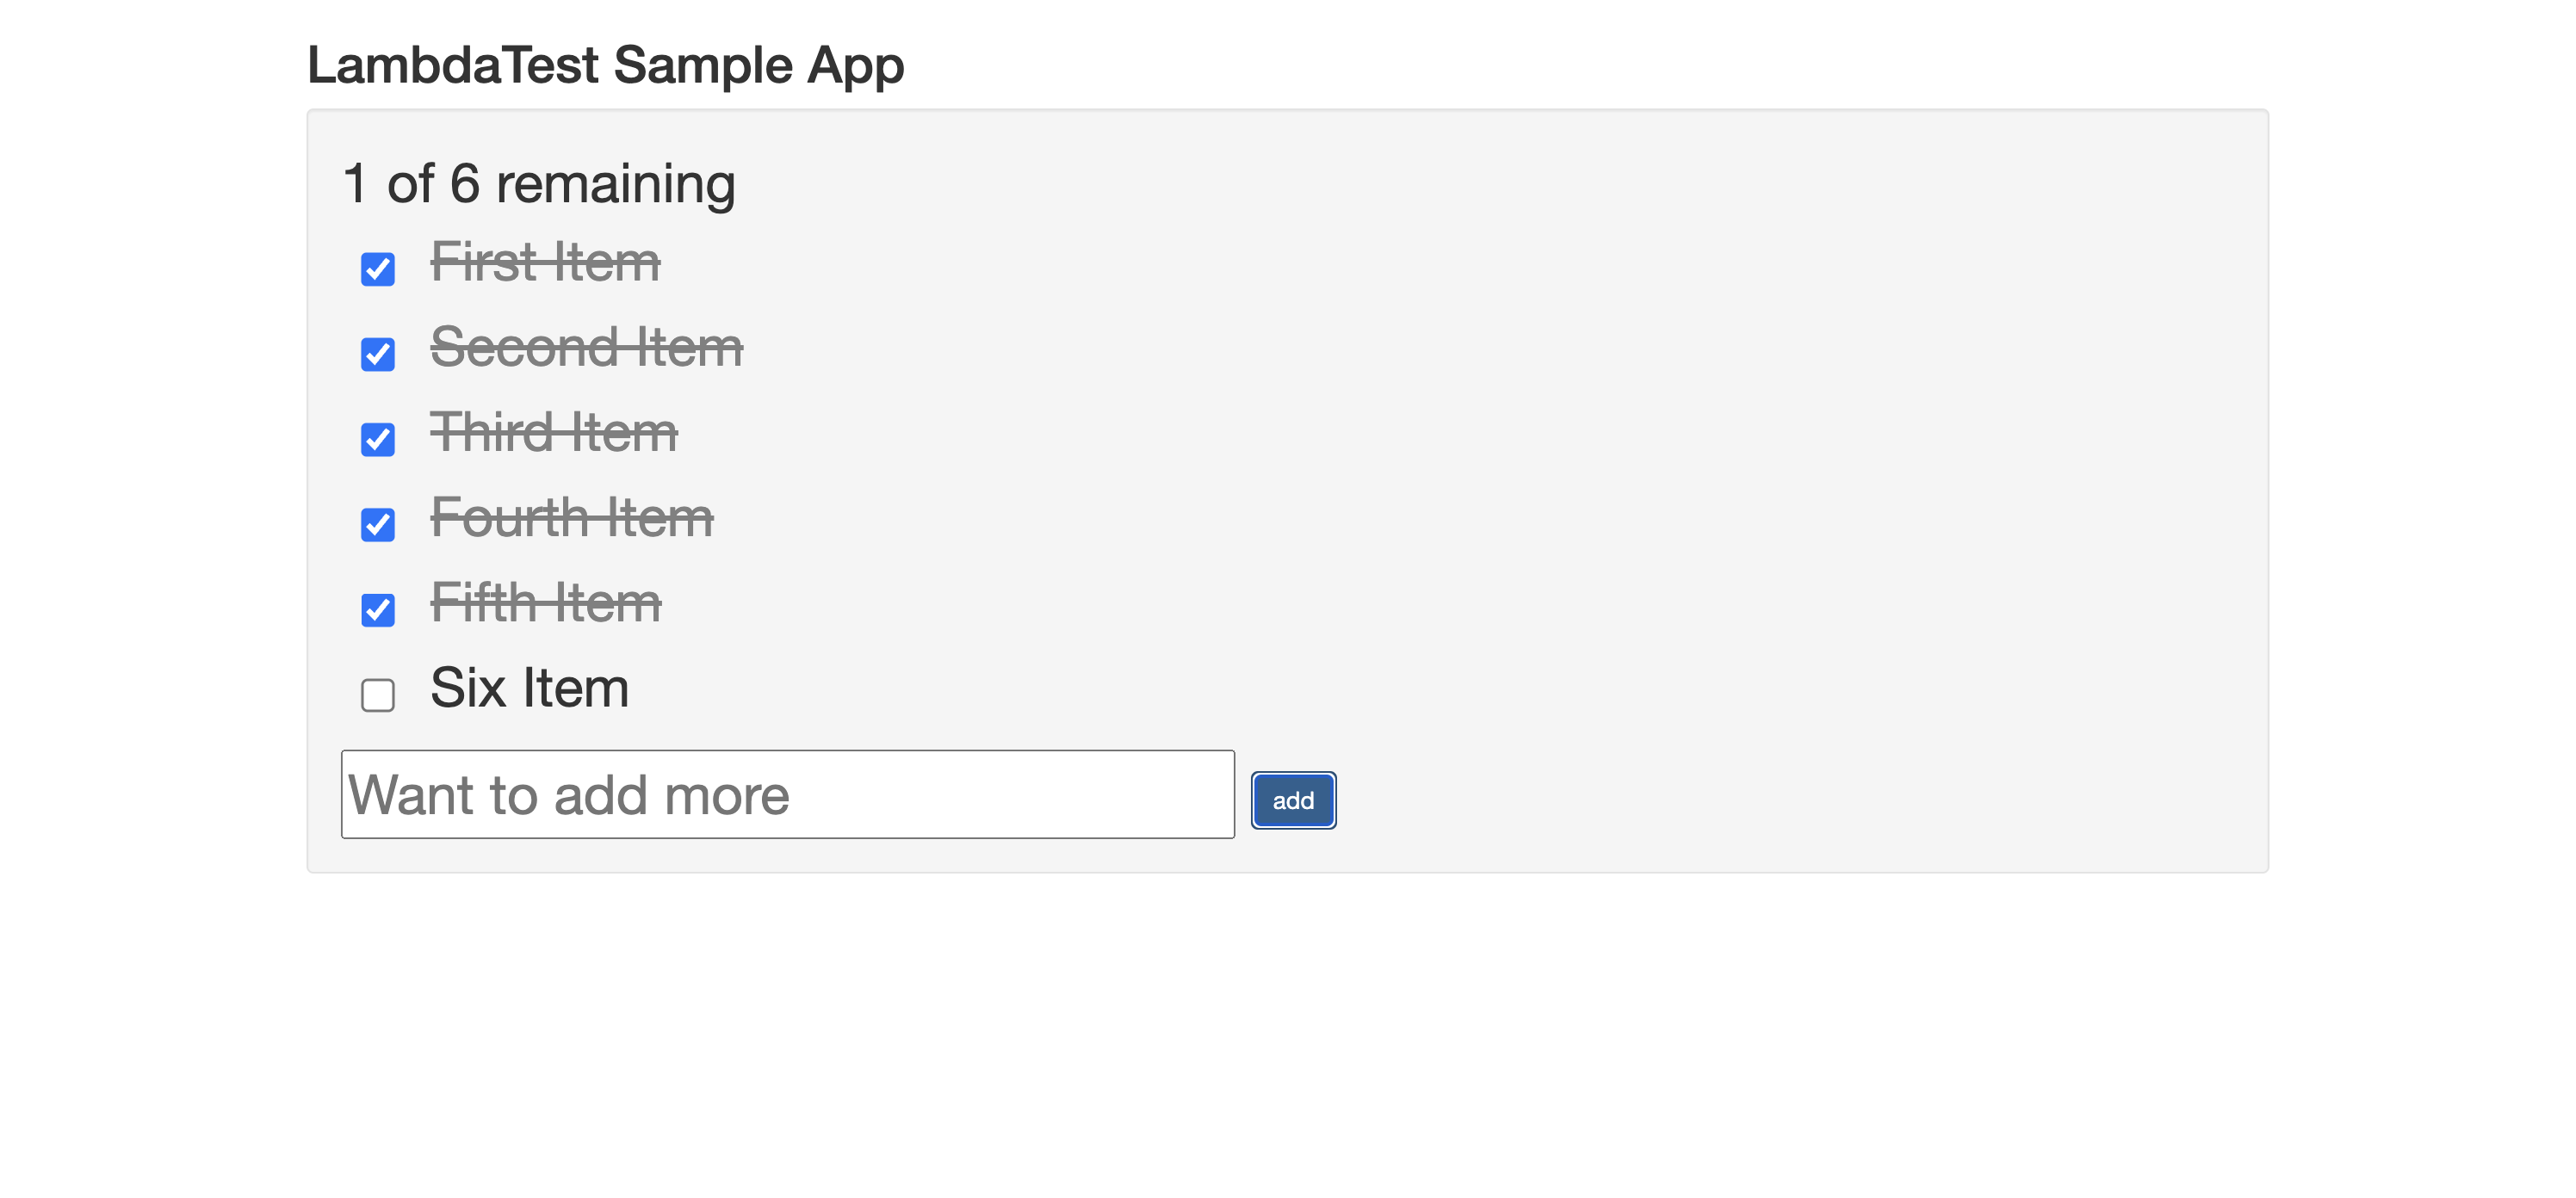 LambdaTest Sample App
1 of 6 remaining
First Item
Second Item
Third Item
Fourth Item
Fifth Item
Six Item
Want to add more
add